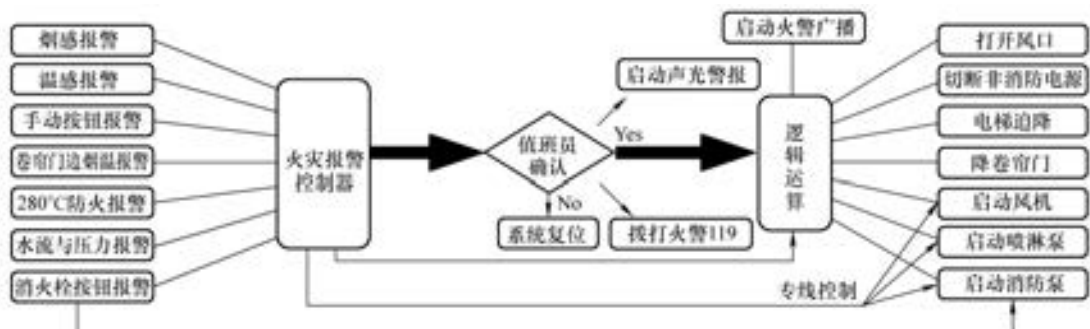 烟感报警
温感报警
手动按钮报警
卷帘门边烟温报警
280℃防火报警
水流与压力报警
消火栓按钮报警
火灾报警
控制器
值班员
确认
Yes
No
启动声光警报
系统复位
拨打火警119
启动火警广播
逻辑运算
专线控制
打开风口
切断非消防电源
电梯迫降
降卷帘门
启动风机
启动喷淋泵
启动消防泵